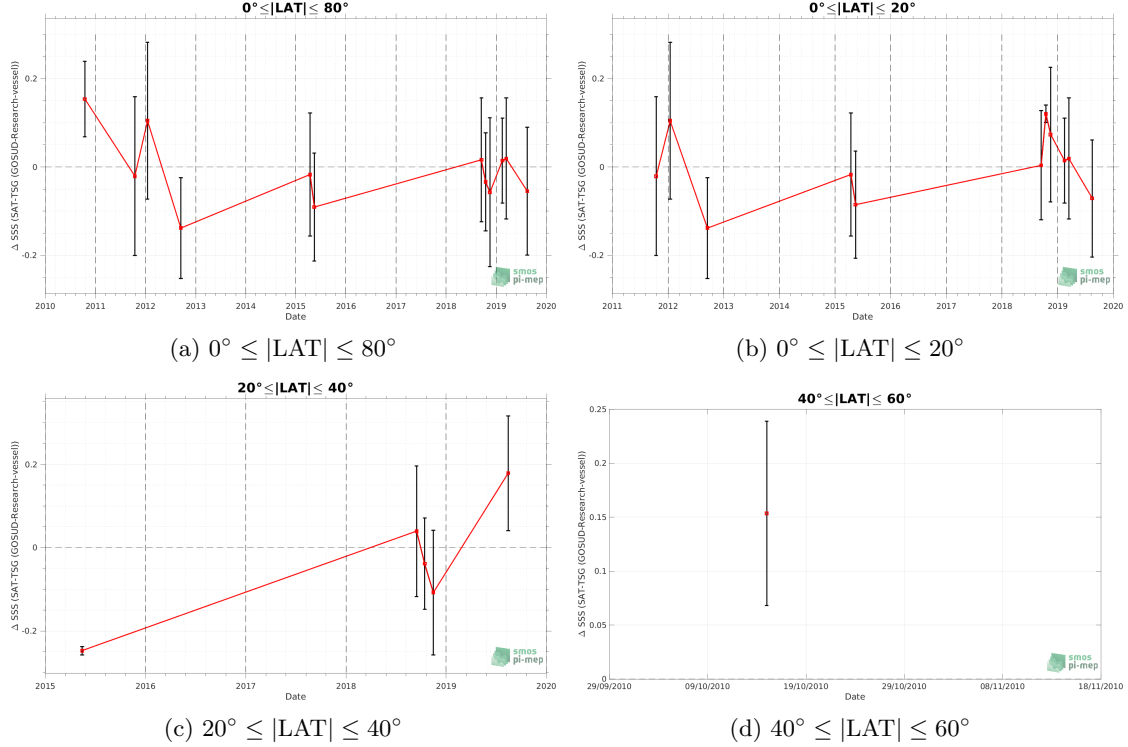 0°≤|LAT|≤ 80°
Δ SSS (SAT-TSG (GOSUD-Research-vessel))
0.2
0
-0.2
2010 2011 2012 2013 2014 2015 2016 2017 2018 2019 2020
Date
smos
pi-mep
(a) 0° ≤ |LAT| ≤ 80°
0°≤|LAT|≤ 20°
Δ SSS (SAT-TSG (GOSUD-Research-vessel))
0.2
0
-0.2
2011 2012 2013 2014 2015 2016 2017 2018 2019 2020
Date
smos
pi-mep
(b) 0° ≤ |LAT| ≤ 20°
20°≤|LAT|≤ 40°
Δ SSS (SAT-TSG (GOSUD-Research-vessel))
0.2
0
-0.2
2015 2016 2017 2018 2019 2020
Date
smos
pi-mep
(c) 20° ≤ |LAT| ≤ 40°
40°≤|LAT|≤ 60°
Δ SSS (SAT-TSG (GOSUD-Research-vessel))
0.25
0.2
0.15
0.1
0.05
0
29/09/2010 09/10/2010 19/10/2010 29/10/2010 08/11/2010 18/11/2010
Date
smos
pi-mep
(d) 40° ≤ |LAT| ≤ 60°